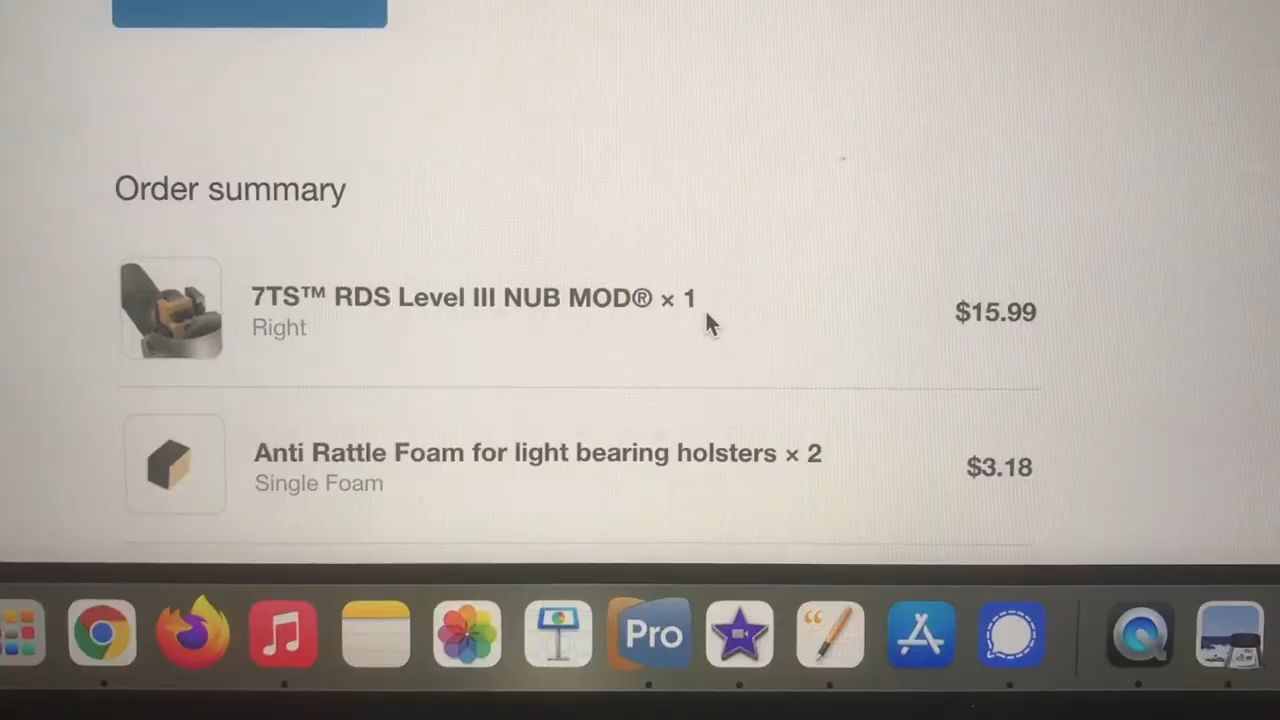 Order summary
7TS™ RDS Level III NUB MOD® × 1
Right
$15.99
Anti Rattle Foam for light bearing holsters × 2
Single Foam
$3.18
Pro